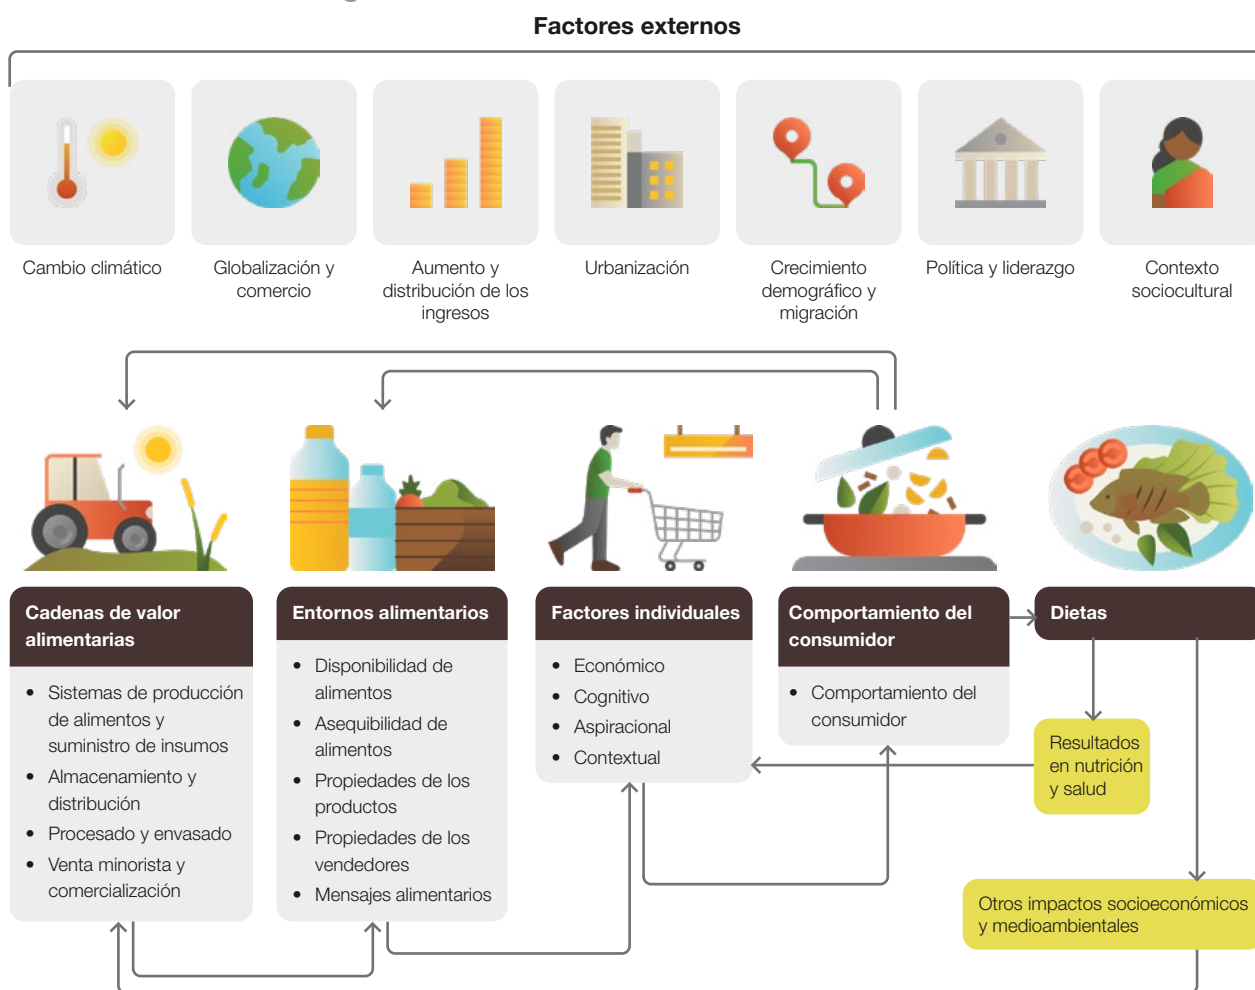 Factores externos
Cambio climático
Globalización y
comercio
Aumento y
distribución de los
ingresos
Urbanización
Crecimiento
demográfico y
migración
Política y liderazgo
Contexto
sociocultural
Cadenas de valor
alimentarias
• Sistemas de producción
de alimentos y
suministro de insumos
• Almacenamiento y
distribución
• Procesado y envasado
• Venta minorista y
comercialización
Entornos alimentarios
• Disponibilidad de
alimentos
• Asequibilidad de
alimentos
• Propiedades de los
productos
• Propiedades de los
vendedores
• Mensajes alimentarios
Factores individuales
• Económico
• Cognitivo
• Aspiracional
• Contextual
Comportamiento del
consumidor
• Comportamiento del
consumidor
Dietas
Resultados
en nutrición
y salud
Otros impactos socioeconómicos
y medioambientales